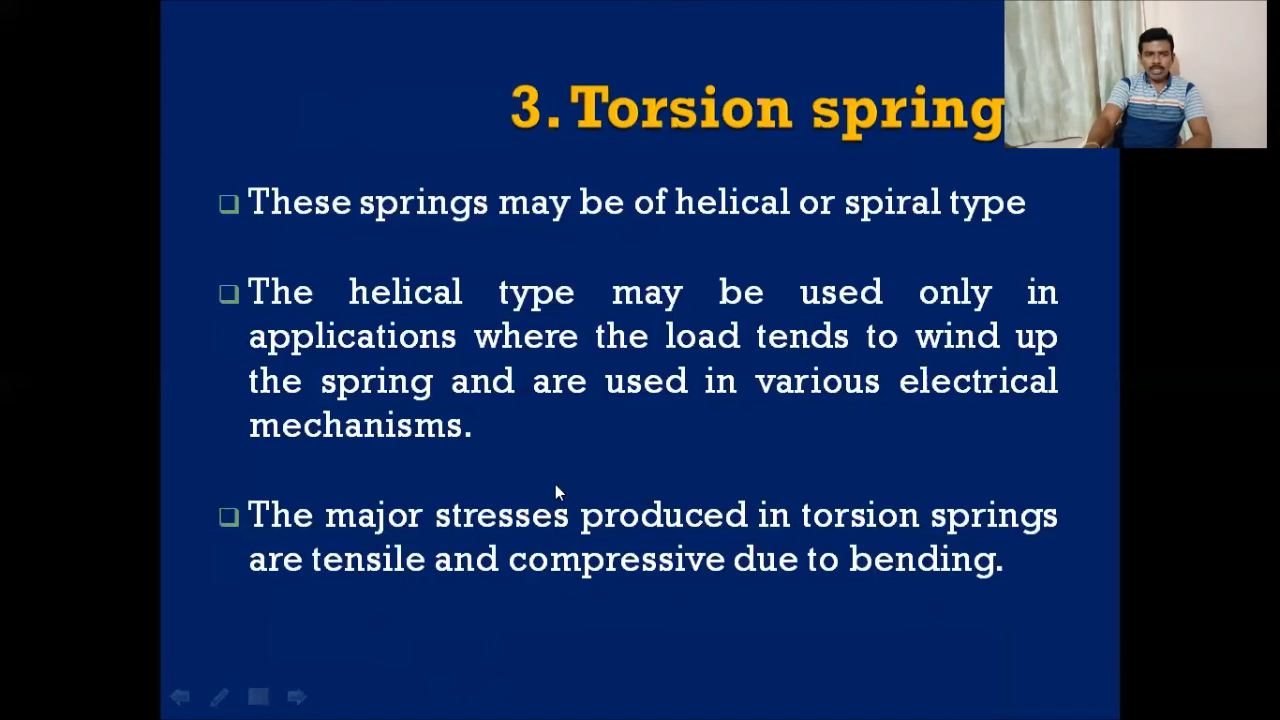 3. Torsion spring
These springs may be of helical or spiral type
The helical type may be used only in
applications where the load tends to wind up
the spring and are used in various electrical
mechanisms.
The major stresses produced in torsion springs
are tensile and compressive due to bending.